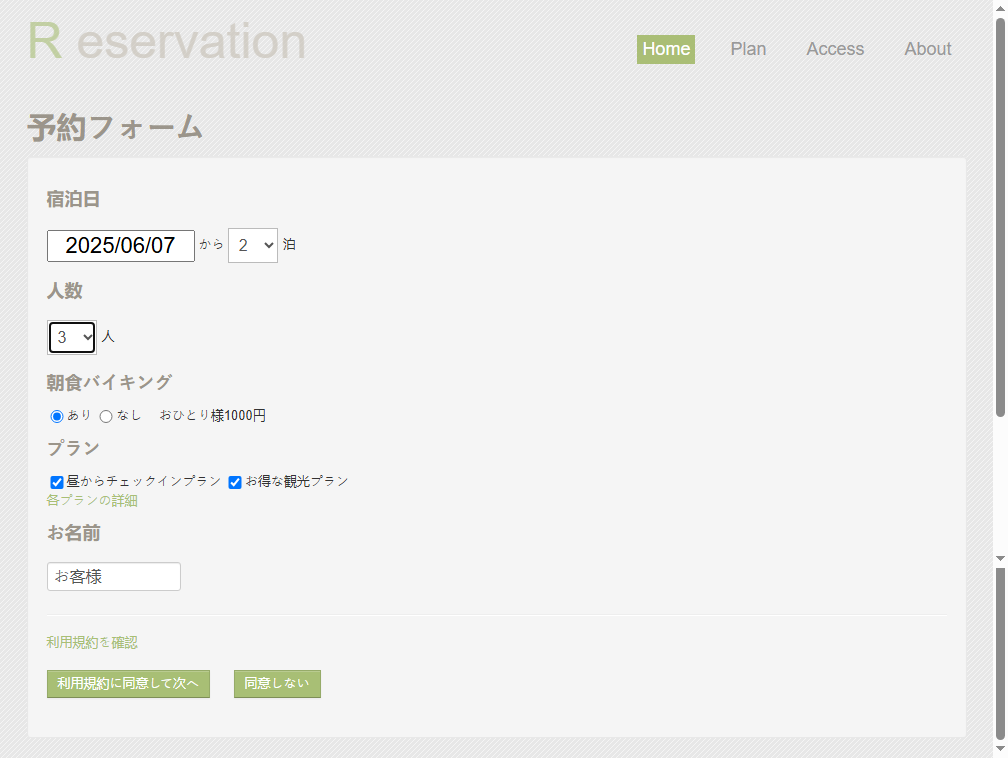 R eservation
Home Plan Access About
予約フォーム
宿泊日
2025/06/07 から 2 泊
人数
3 人
朝食バイキング
あり なし おひとり様1000円
プラン
昼からチェックインプラン お得な観光プラン
各プランの詳細
お名前
お客様
利用規約を確認
利用規約に同意して次へ 同意しない